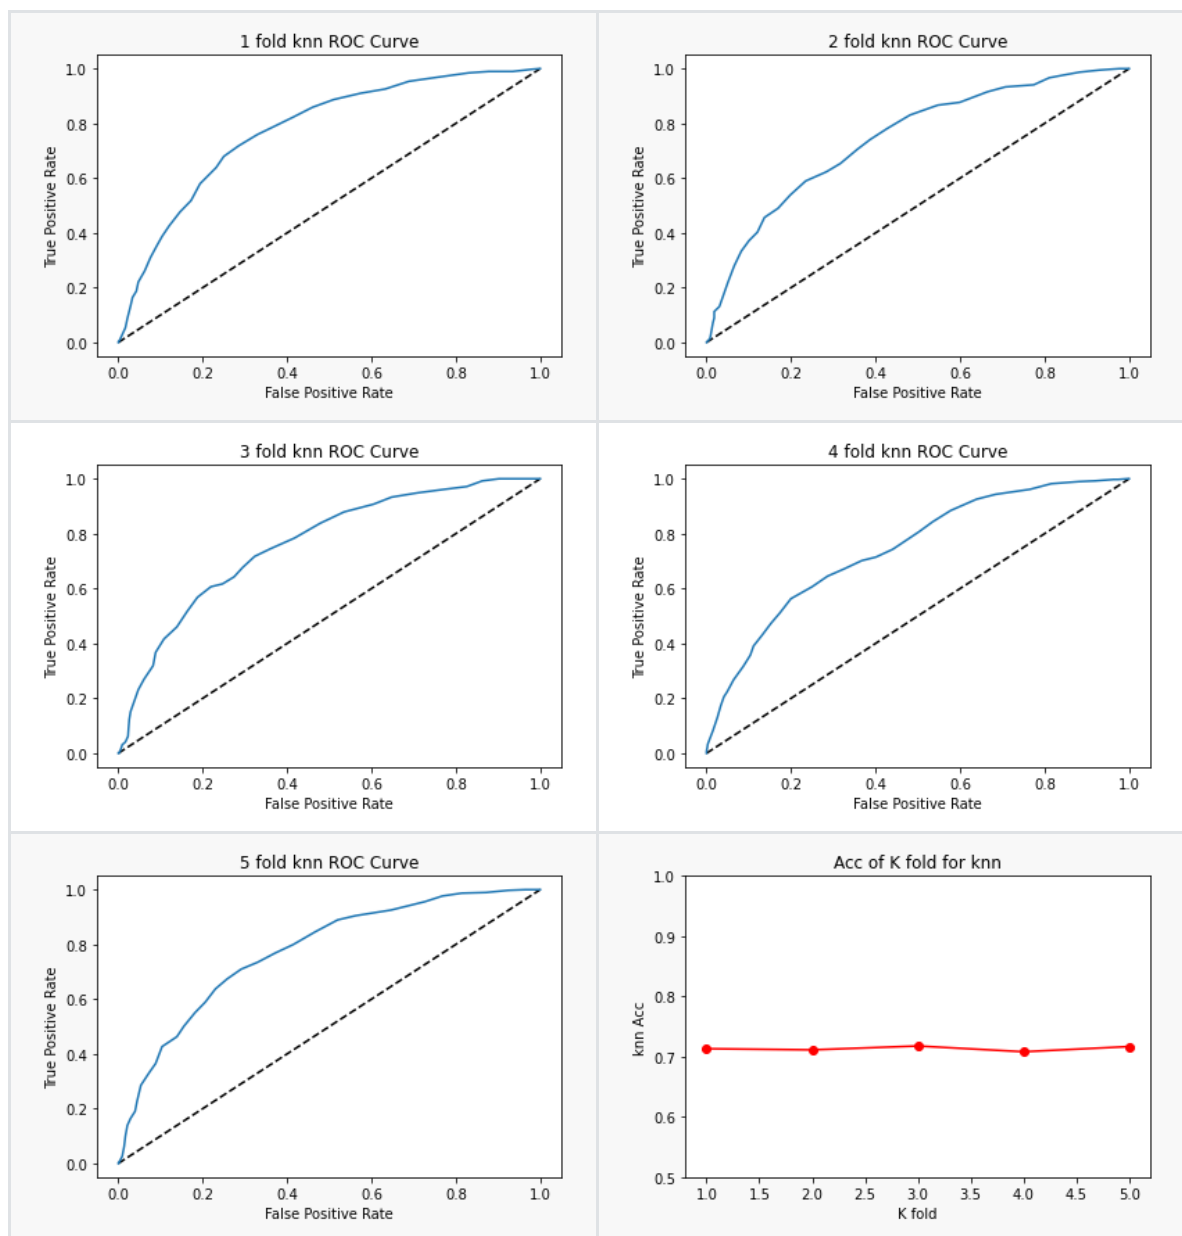 1 fold knn ROC Curve
1.0
0.8
0.6
0.4
0.2
0.0
True Positive Rate
0.0 0.2 0.4 0.6 0.8 1.0
False Positive Rate
2 fold knn ROC Curve
1.0
0.8
0.6
0.4
0.2
0.0
True Positive Rate
0.0 0.2 0.4 0.6 0.8 1.0
False Positive Rate
3 fold knn ROC Curve
1.0
0.8
0.6
0.4
0.2
0.0
True Positive Rate
0.0 0.2 0.4 0.6 0.8 1.0
False Positive Rate
4 fold knn ROC Curve
1.0
0.8
0.6
0.4
0.2
0.0
True Positive Rate
0.0 0.2 0.4 0.6 0.8 1.0
False Positive Rate
5 fold knn ROC Curve
1.0
0.8
0.6
0.4
0.2
0.0
True Positive Rate
0.0 0.2 0.4 0.6 0.8 1.0
False Positive Rate
Acc of K fold for knn
1.0
0.9
0.8
0.7
0.6
0.5
knn Acc
1.0 1.5 2.0 2.5 3.0 3.5 4.0 4.5 5.0
K fold